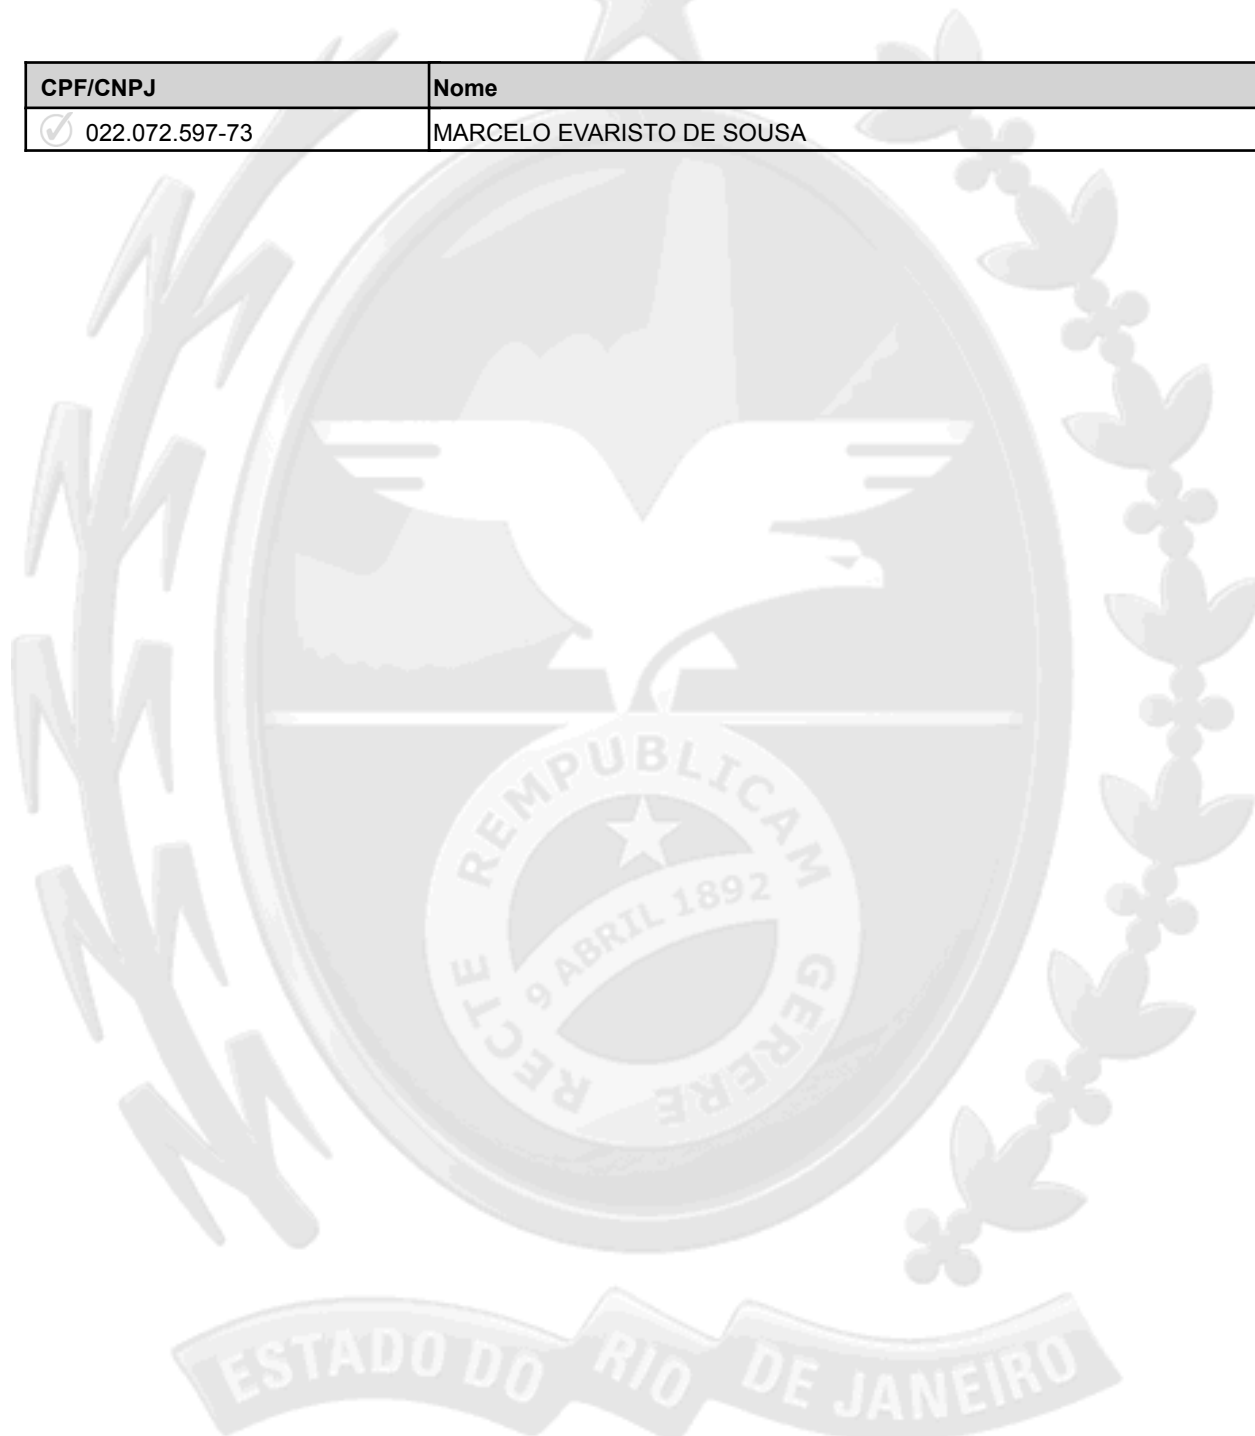 CPF/CNPJ Nome
022.072.597-73 MARCELO EVARISTO DE SOUSA
REMPUBLICAM
9 ABRIL 1892
RECTE GERERE
ESTADO DO RIO DE JANEIRO